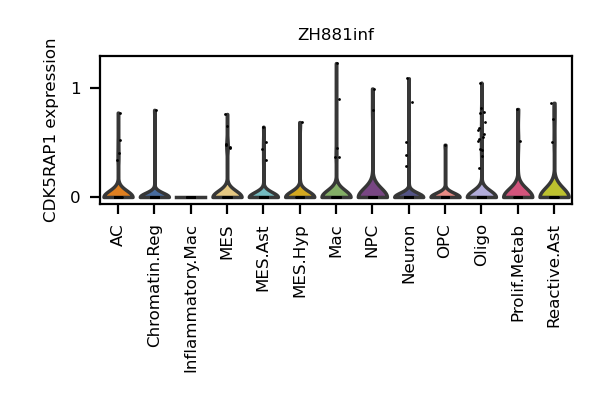 ZH881inf
CDK5RAP1 expression
1
0
AC
Chromatin.Reg
Inflammatory.Mac
MES
MES.Ast
MES.Hyp
Mac
NPC
Neuron
OPC
Oligo
Prolif.Metab
Reactive.Ast